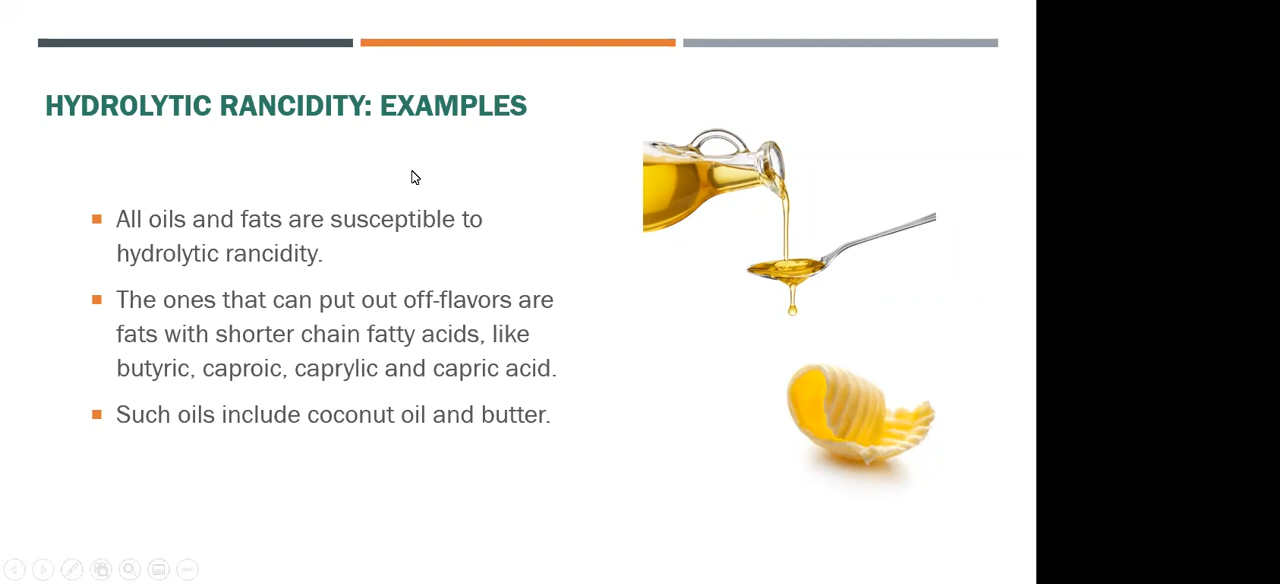 HYDROLYTIC RANCIDITY: EXAMPLES
All oils and fats are susceptible to
hydrolytic rancidity.
The ones that can put out off-flavors are
fats with shorter chain fatty acids, like
butyric, caproic, caprylic and capric acid.
Such oils include coconut oil and butter.